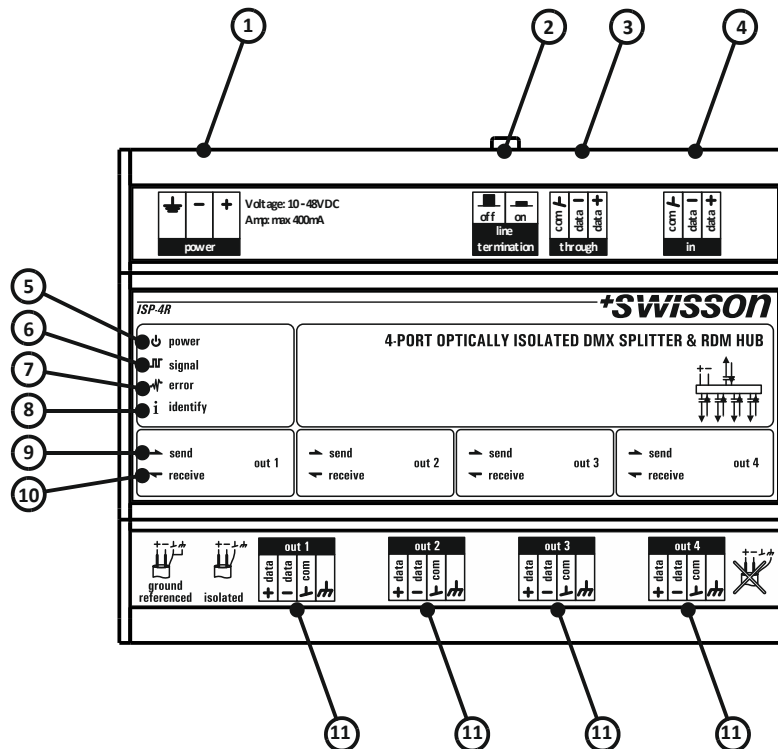 1 2 3 4
- + Voltage: 10 - 48VDC
Amp: max 400mA
power
off on
line
termination
com data - data +
through
com data - data +
in
ISP-4R
+swisson
5 power
6 signal
7 error
8 i identify
4-PORT OPTICALLY ISOLATED DMX SPLITTER & RDM HUB
+ -
9 send
10 receive
out 1
send
receive
out 2
send
receive
out 3
send
receive
out 4
+ -
ground
referenced
+ -
isolated
out 1
+ data - data com
out 2
+ data - data com
out 3
+ data - data com
out 4
+ data - data com
+ -
11 11 11 11